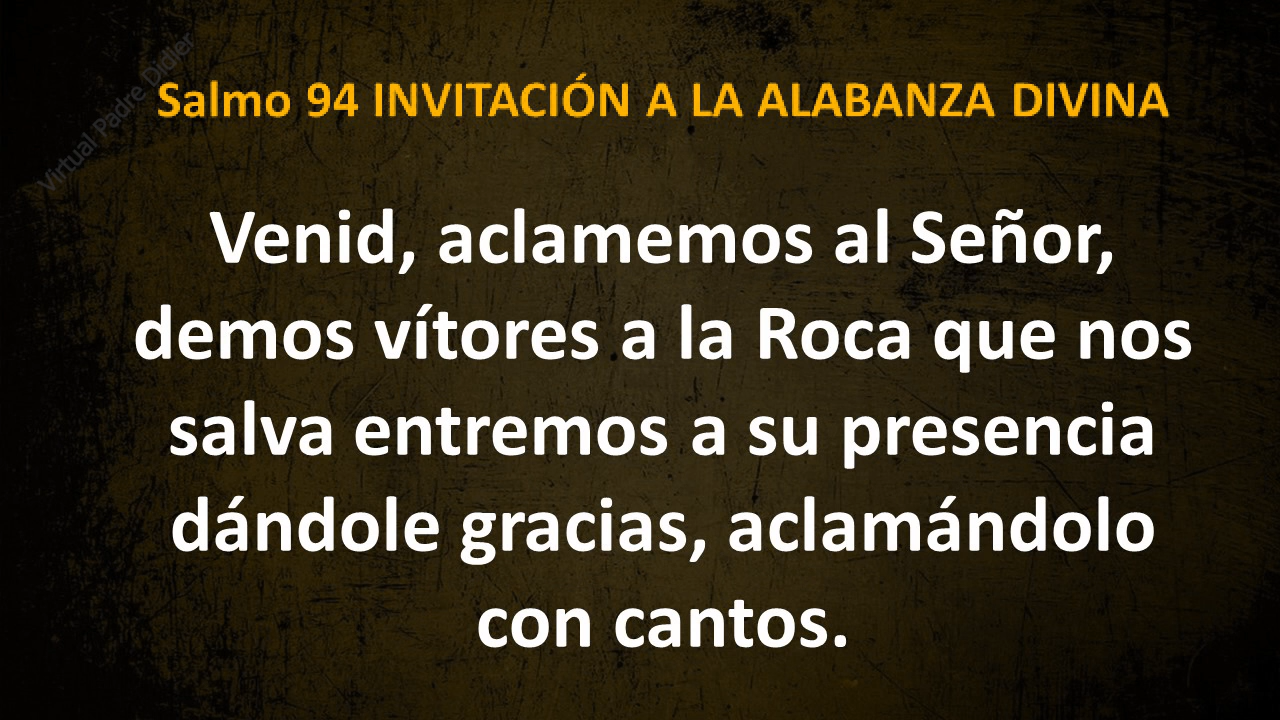 Virtual Padre Didier
Salmo 94 INVITACIÓN A LA ALABANZA DIVINA
Venid, aclamemos al Señor,
demos vítores a la Roca que nos
salva entremos a su presencia
dándole gracias, aclamándolo
con cantos.